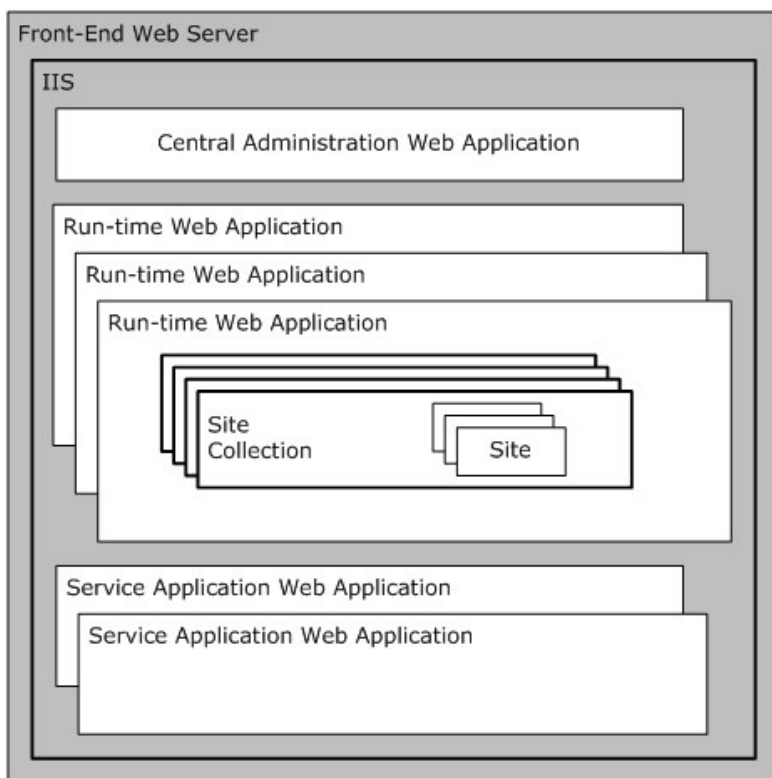 Front-End Web Server
IIS
Central Administration Web Application
Run-time Web Application
Run-time Web Application
Run-time Web Application
Site
Collection
Site
Service Application Web Application
Service Application Web Application